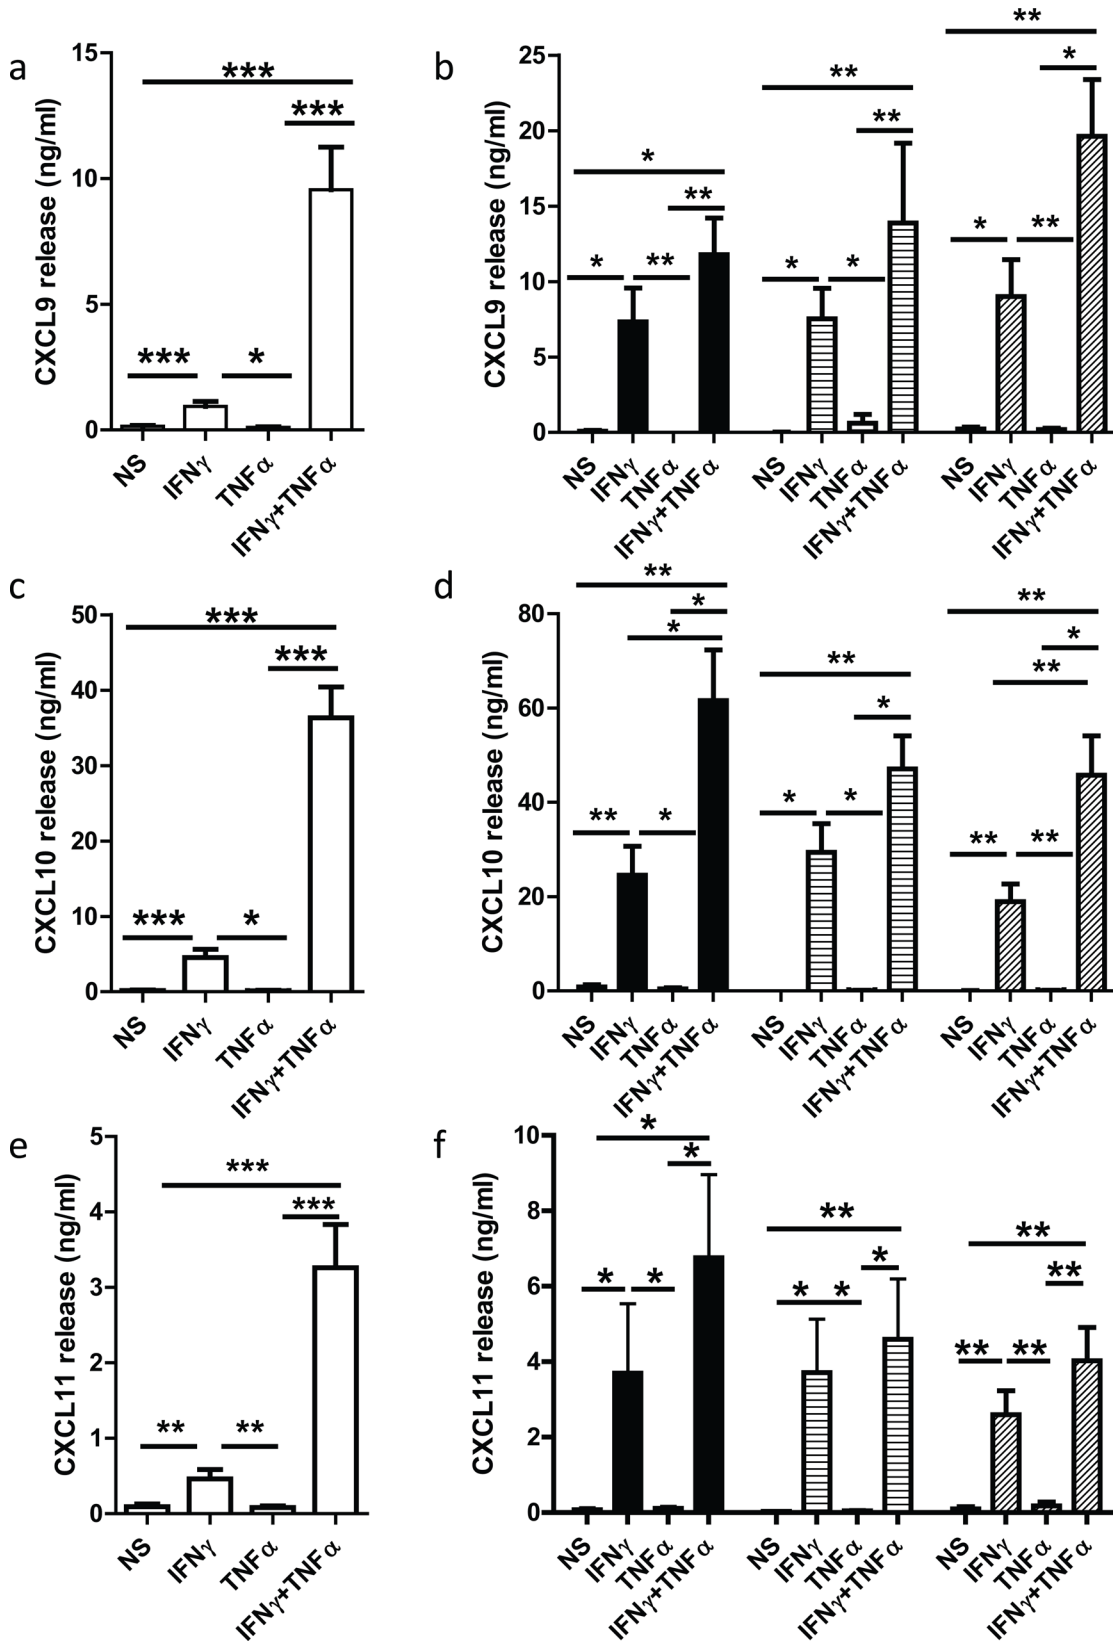 a
CXCL9 release (ng/ml)
15
10
5
0
***
***
***
*
NS
IFNγ
TNFα
IFNγ+TNFα
b
CXCL9 release (ng/ml)
25
20
15
10
5
0
*
**
*
**
**
**
*
*
**
*
*
**
NS
IFNγ
TNFα
IFNγ+TNFα
NS
IFNγ
TNFα
IFNγ+TNFα
NS
IFNγ
TNFα
IFNγ+TNFα
c
CXCL10 release (ng/ml)
50
40
30
20
10
0
***
***
***
*
NS
IFNγ
TNFα
IFNγ+TNFα
d
CXCL10 release (ng/ml)
80
60
40
20
0
**
*
*
**
*
**
*
*
*
**
*
**
**
**
NS
IFNγ
TNFα
IFNγ+TNFα
NS
IFNγ
TNFα
IFNγ+TNFα
NS
IFNγ
TNFα
IFNγ+TNFα
e
CXCL11 release (ng/ml)
5
4
3
2
1
0
***
***
**
**
NS
IFNγ
TNFα
IFNγ+TNFα
f
CXCL11 release (ng/ml)
10
8
6
4
2
0
*
*
*
*
**
*
*
*
**
**
**
**
NS
IFNγ
TNFα
IFNγ+TNFα
NS
IFNγ
TNFα
IFNγ+TNFα
NS
IFNγ
TNFα
IFNγ+TNFα